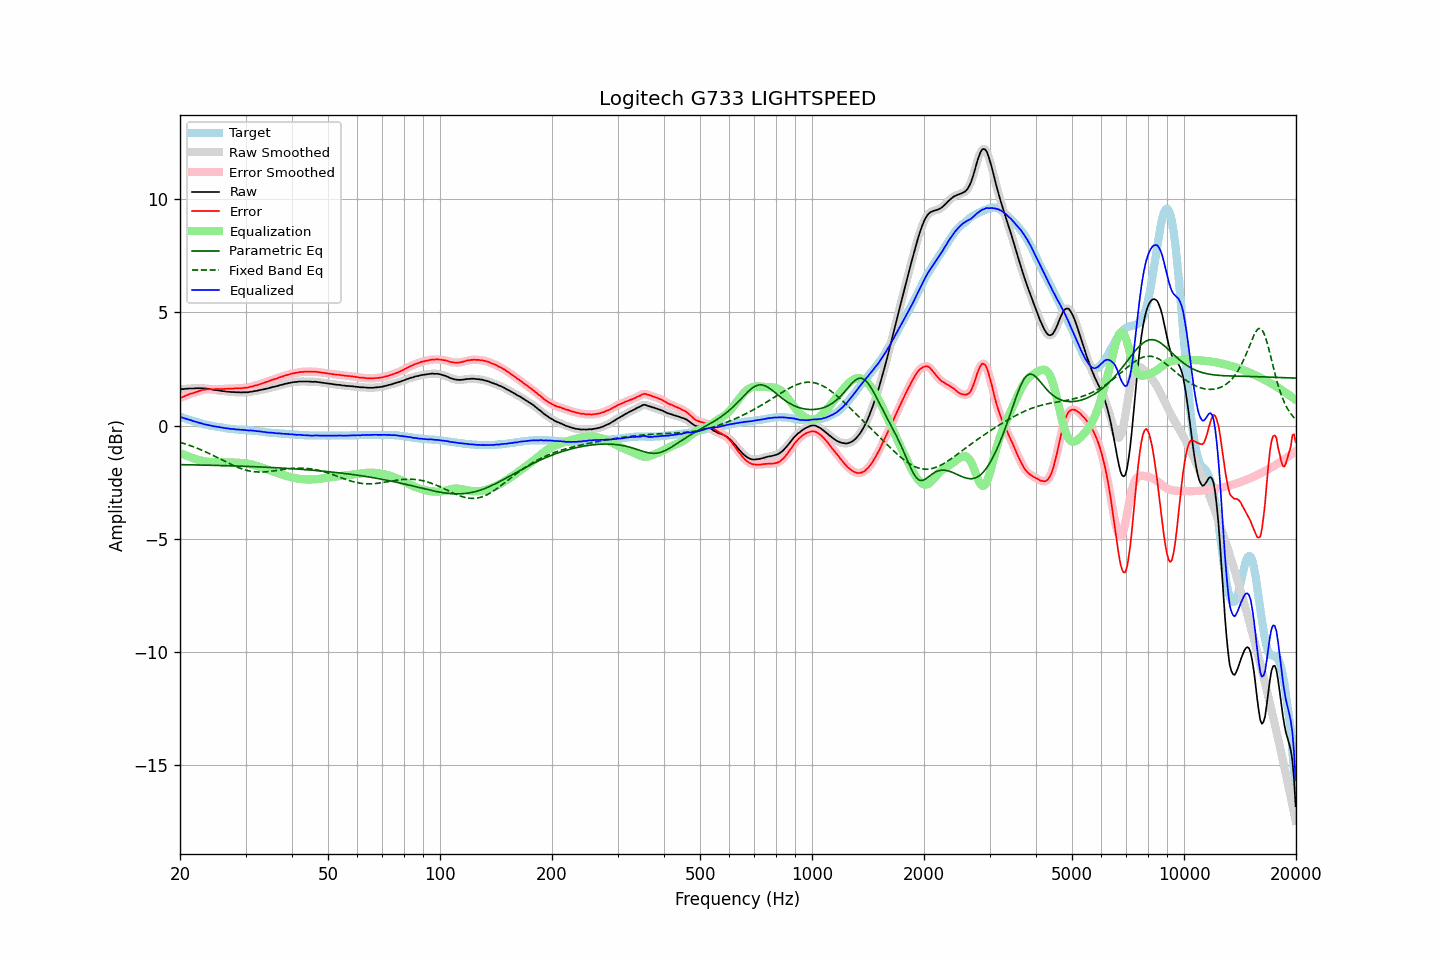 Logitech G733 LIGHTSPEED
Target
Raw Smoothed
Error Smoothed
Raw
Error
Equalization
Parametric Eq
Fixed Band Eq
Equalized
10
5
0
−5
−10
−15
Amplitude (dBr)
20
50
100
200
500
1000
2000
5000
10000
20000
Frequency (Hz)